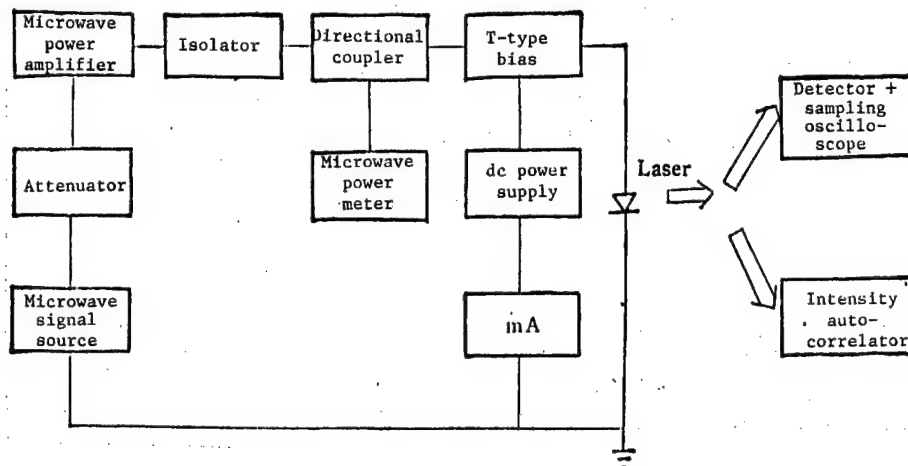 Microwave
power
amplifier
Isolator
Directional
coupler
T-type
bias
Detector +
sampling
oscillo-
scope
Attenuator
Microwave
power
meter
dc power
supply
Laser
Microwave
signal
source
mA
Intensity
auto-
correlator